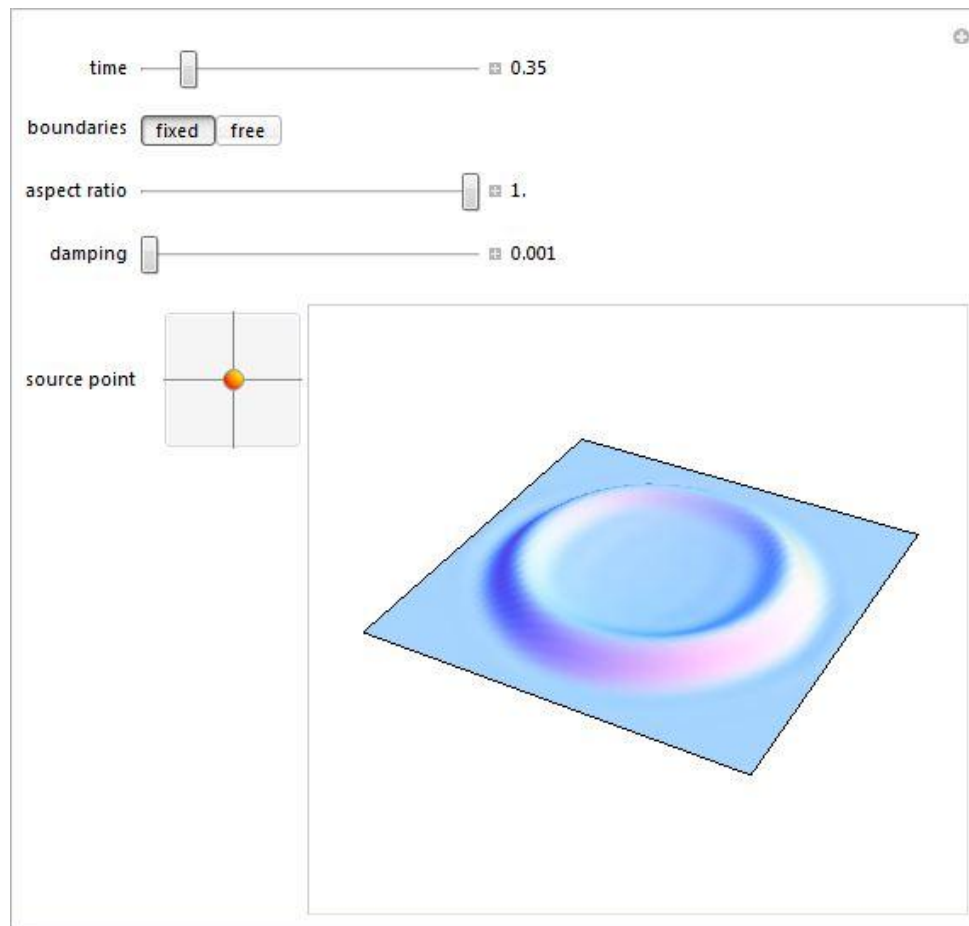 time 0.35
boundaries fixed free
aspect ratio 1.
damping 0.001
source point